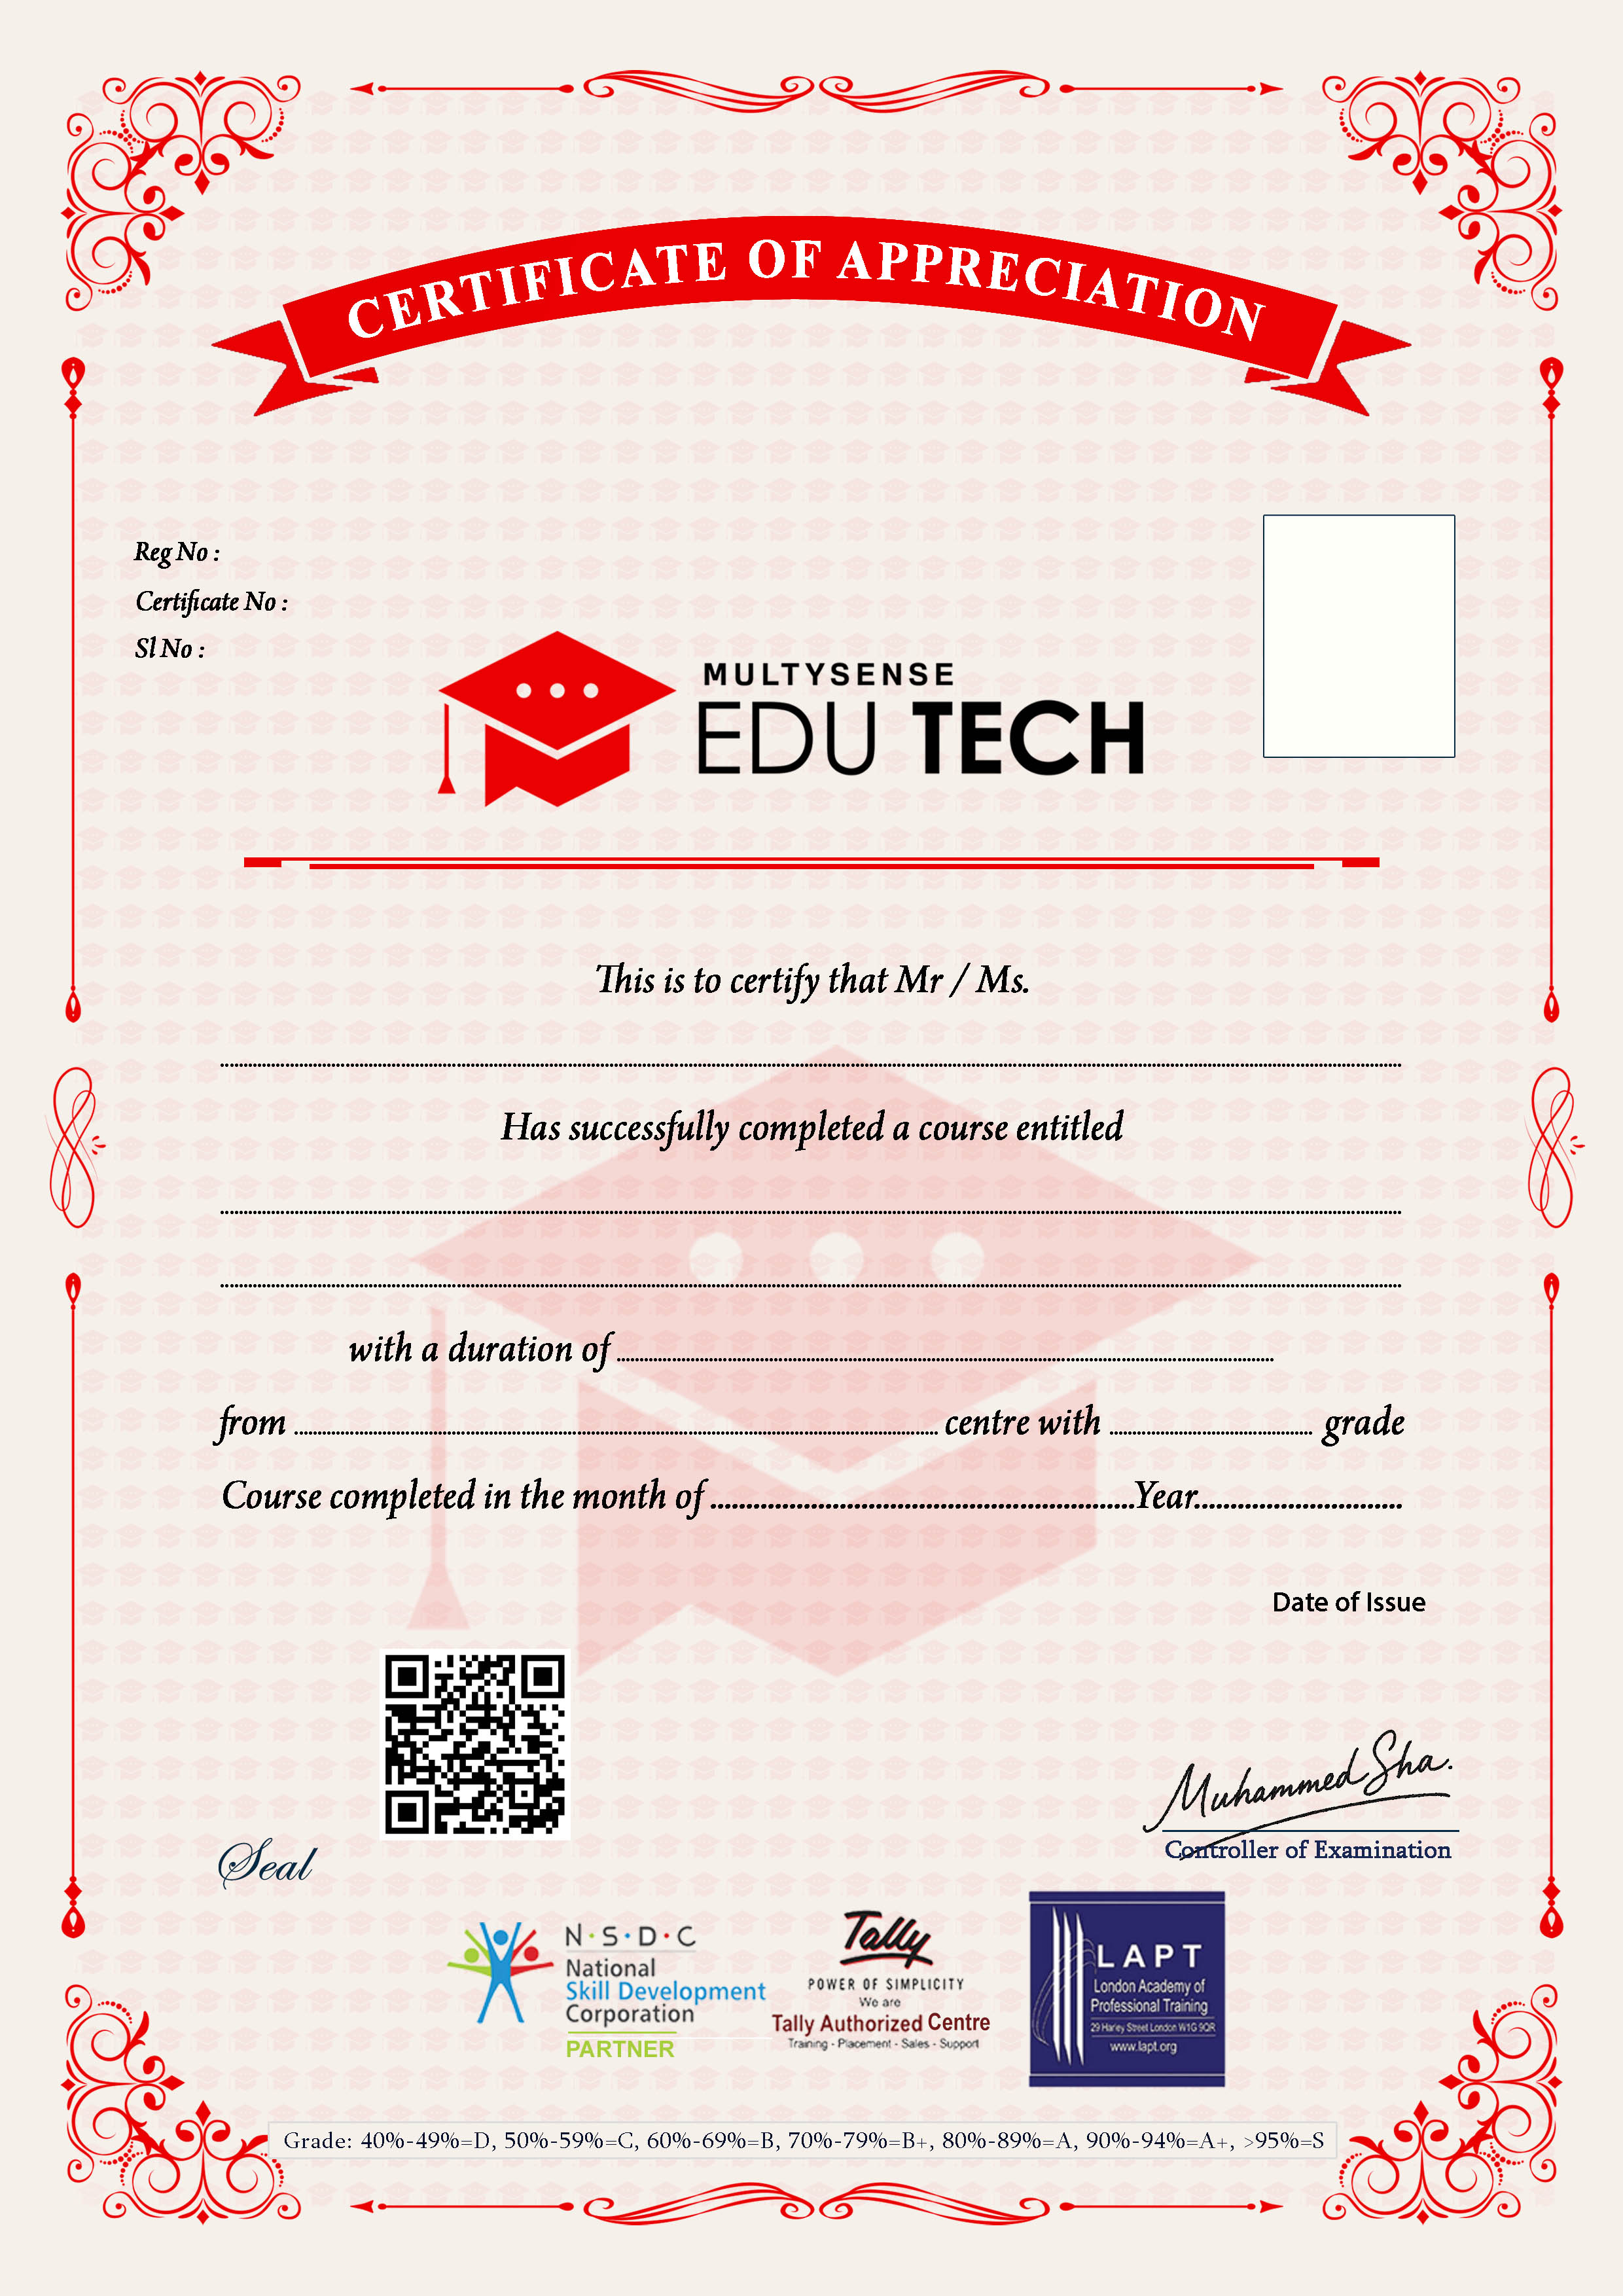 CERTIFICATE OF APPRECIATION
Reg No :
Certificate No :
Sl No :
MULTYSENSE
EDU TECH
This is to certify that Mr / Ms.
Has successfully completed a course entitled
with a duration of
from centre with grade
Course completed in the month of Year
Date of Issue
Muhammed Sha.
Controller of Examination
Seal
N·S·D·C
National
Skill Development
Corporation
PARTNER
Tally
POWER OF SIMPLICITY
We are
Tally Authorized Centre
Training - Placement - Sales - Support
LAPT
London Academy of
Professional Training
29 Harley Street London W1G 9QR
www.lapt.org
Grade: 40%-49%=D, 50%-59%=C, 60%-69%=B, 70%-79%=B+, 80%-89%=A, 90%-94%=A+, >95%=S